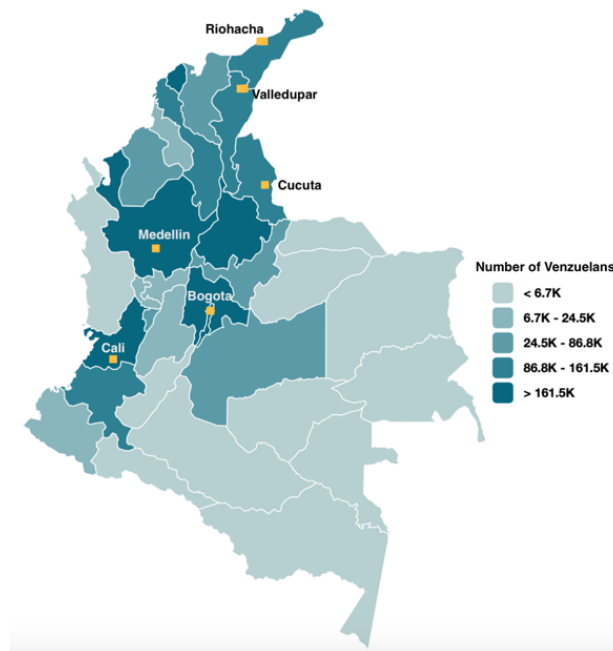 Riohacha
Valledupar
Cucuta
Medellin
Bogota
Cali
Number of Venzuelans
< 6.7K
6.7K - 24.5K
24.5K - 86.8K
86.8K - 161.5K
> 161.5K